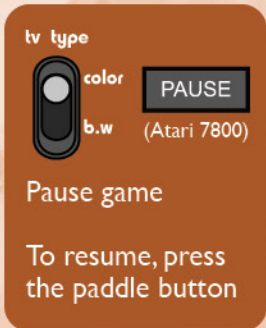 tv type
color
PAUSE
b.w
(Atari 7800)
Pause game
To resume, press
the paddle button